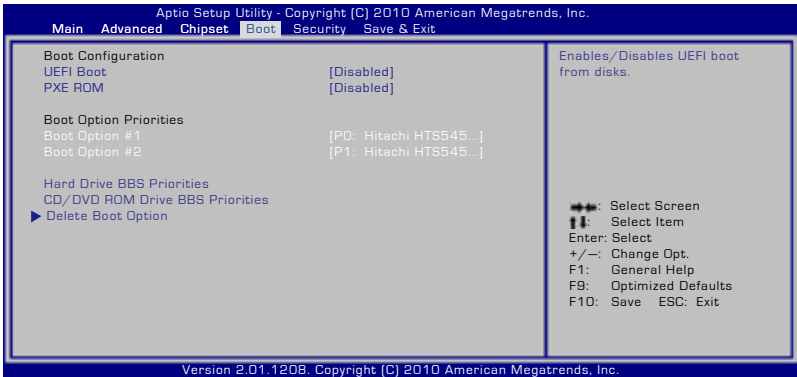 Aptio Setup Utility - Copyright (C) 2010 American Megatrends, Inc.
Main Advanced Chipset Boot Security Save & Exit
Boot Configuration
UEFI Boot [Disabled]
PXE ROM [Disabled]
Boot Option Priorities
Boot Option #1 [P0: Hitachi HTS545...]
Boot Option #2 [P1: Hitachi HTS545...]
Hard Drive BBS Priorities
CD/DVD ROM Drive BBS Priorities
Delete Boot Option
Enables/Disables UEFI boot
from disks.
: Select Screen
: Select Item
Enter: Select
+/—: Change Opt.
F1: General Help
F9: Optimized Defaults
F10: Save ESC: Exit
Version 2.01.1208. Copyright (C) 2010 American Megatrends, Inc.